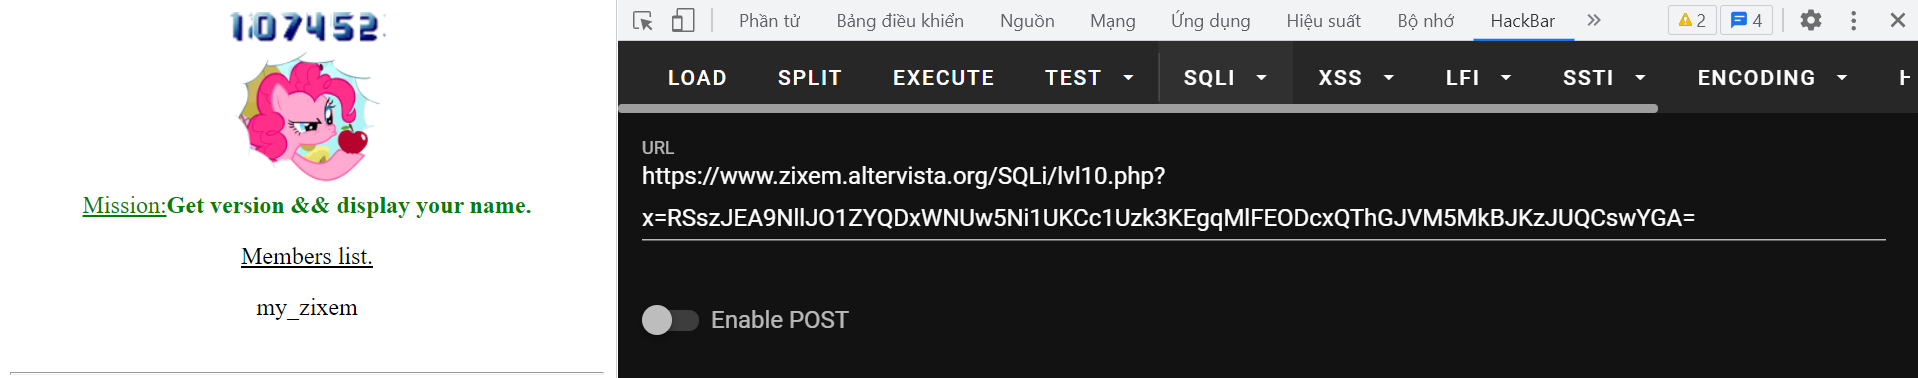 107452
Mission:Get version && display your name.
Members list.
my_zixem
Phần tử Bảng điều khiển Nguồn Mạng Ứng dụng Hiệu suất Bộ nhớ HackBar 2 4
LOAD SPLIT EXECUTE TEST SQLI XSS LFI SSTI ENCODING H
URL
https://www.zixem.altervista.org/SQLi/lvl10.php?
x=RSszJEA9NllJO1ZYQDxWNUw5Ni1UKCc1Uzk3KEgqMlFEODcxQThGJVM5MkBJKzJUQCswYGA=
Enable POST